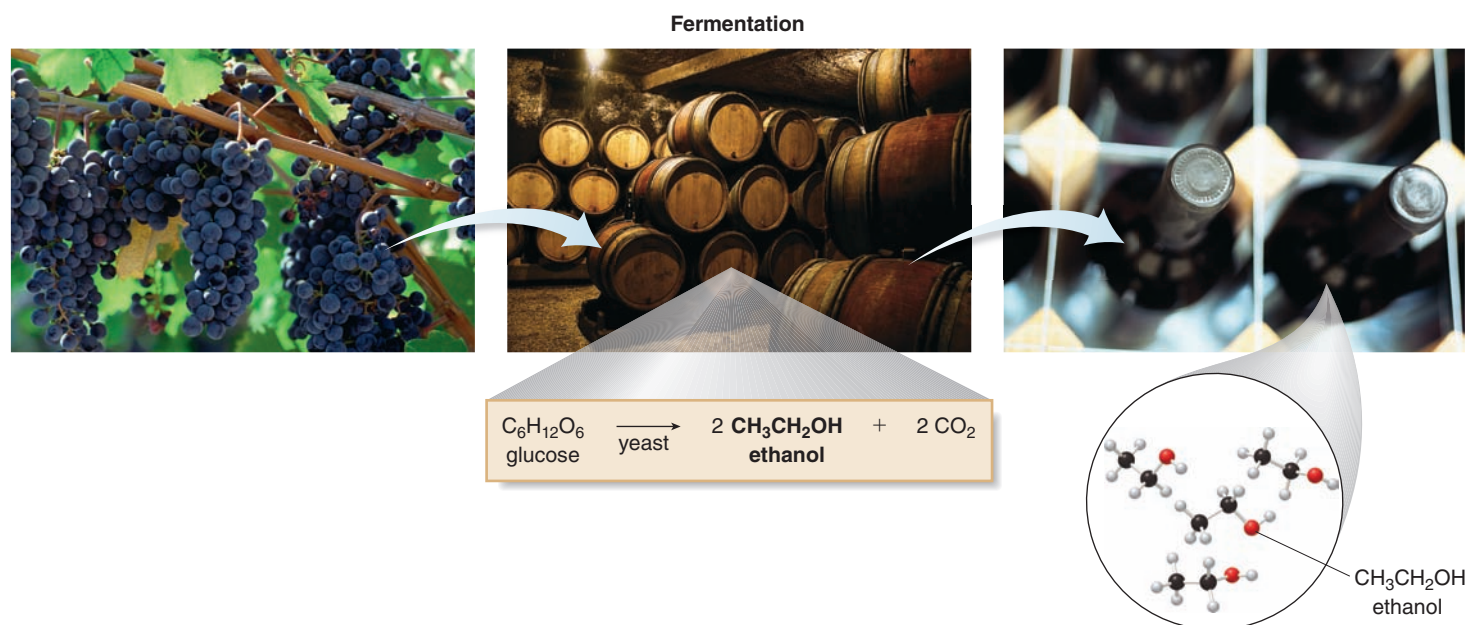 Fermentation
C₆H₁₂O₆ → 2 CH₃CH₂OH + 2 CO₂
yeast
glucose ethanol
CH₃CH₂OH
ethanol